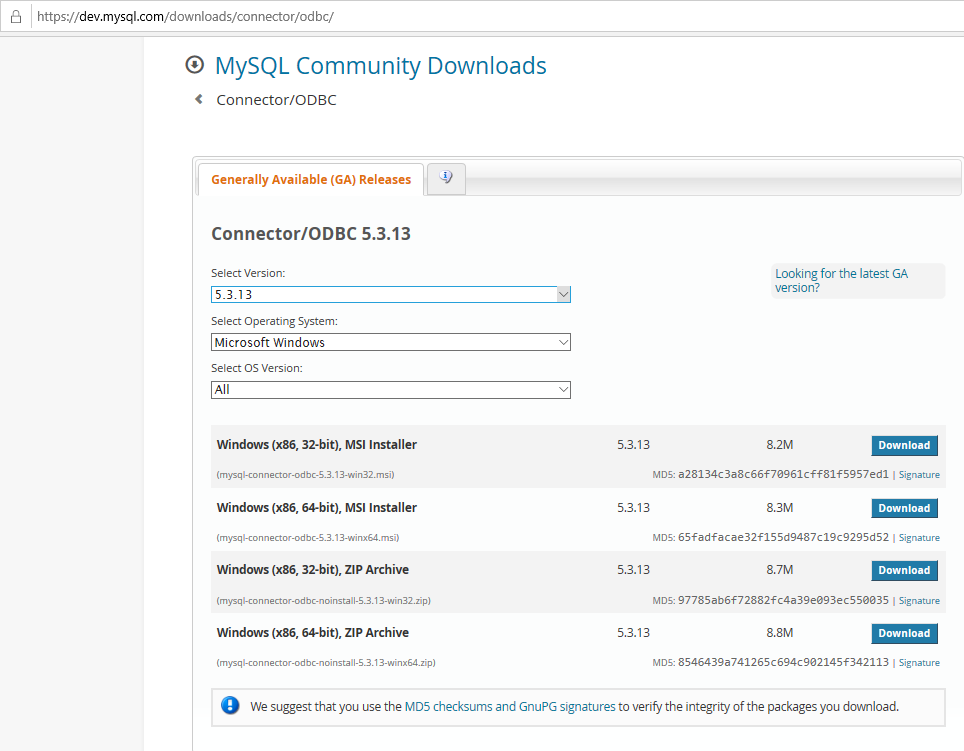 https://dev.mysql.com/downloads/connector/odbc/
MySQL Community Downloads
Connector/ODBC
Generally Available (GA) Releases
Connector/ODBC 5.3.13
Select Version:
5.3.13
Looking for the latest GA
version?
Select Operating System:
Microsoft Windows
Select OS Version:
All
Windows (x86, 32-bit), MSI Installer 5.3.13 8.2M Download
(mysql-connector-odbc-5.3.13-win32.msi) MD5: a28134c3a8c66f70961cff81f5957ed1 | Signature
Windows (x86, 64-bit), MSI Installer 5.3.13 8.3M Download
(mysql-connector-odbc-5.3.13-winx64.msi) MD5: 65fadfacae32f155d9487c19c9295d52 | Signature
Windows (x86, 32-bit), ZIP Archive 5.3.13 8.7M Download
(mysql-connector-odbc-noinstall-5.3.13-win32.zip) MD5: 97785ab6f72882fc4a39e093ec550035 | Signature
Windows (x86, 64-bit), ZIP Archive 5.3.13 8.8M Download
(mysql-connector-odbc-noinstall-5.3.13-winx64.zip) MD5: 8546439a741265c694c902145f342113 | Signature
We suggest that you use the MD5 checksums and GnuPG signatures to verify the integrity of the packages you download.